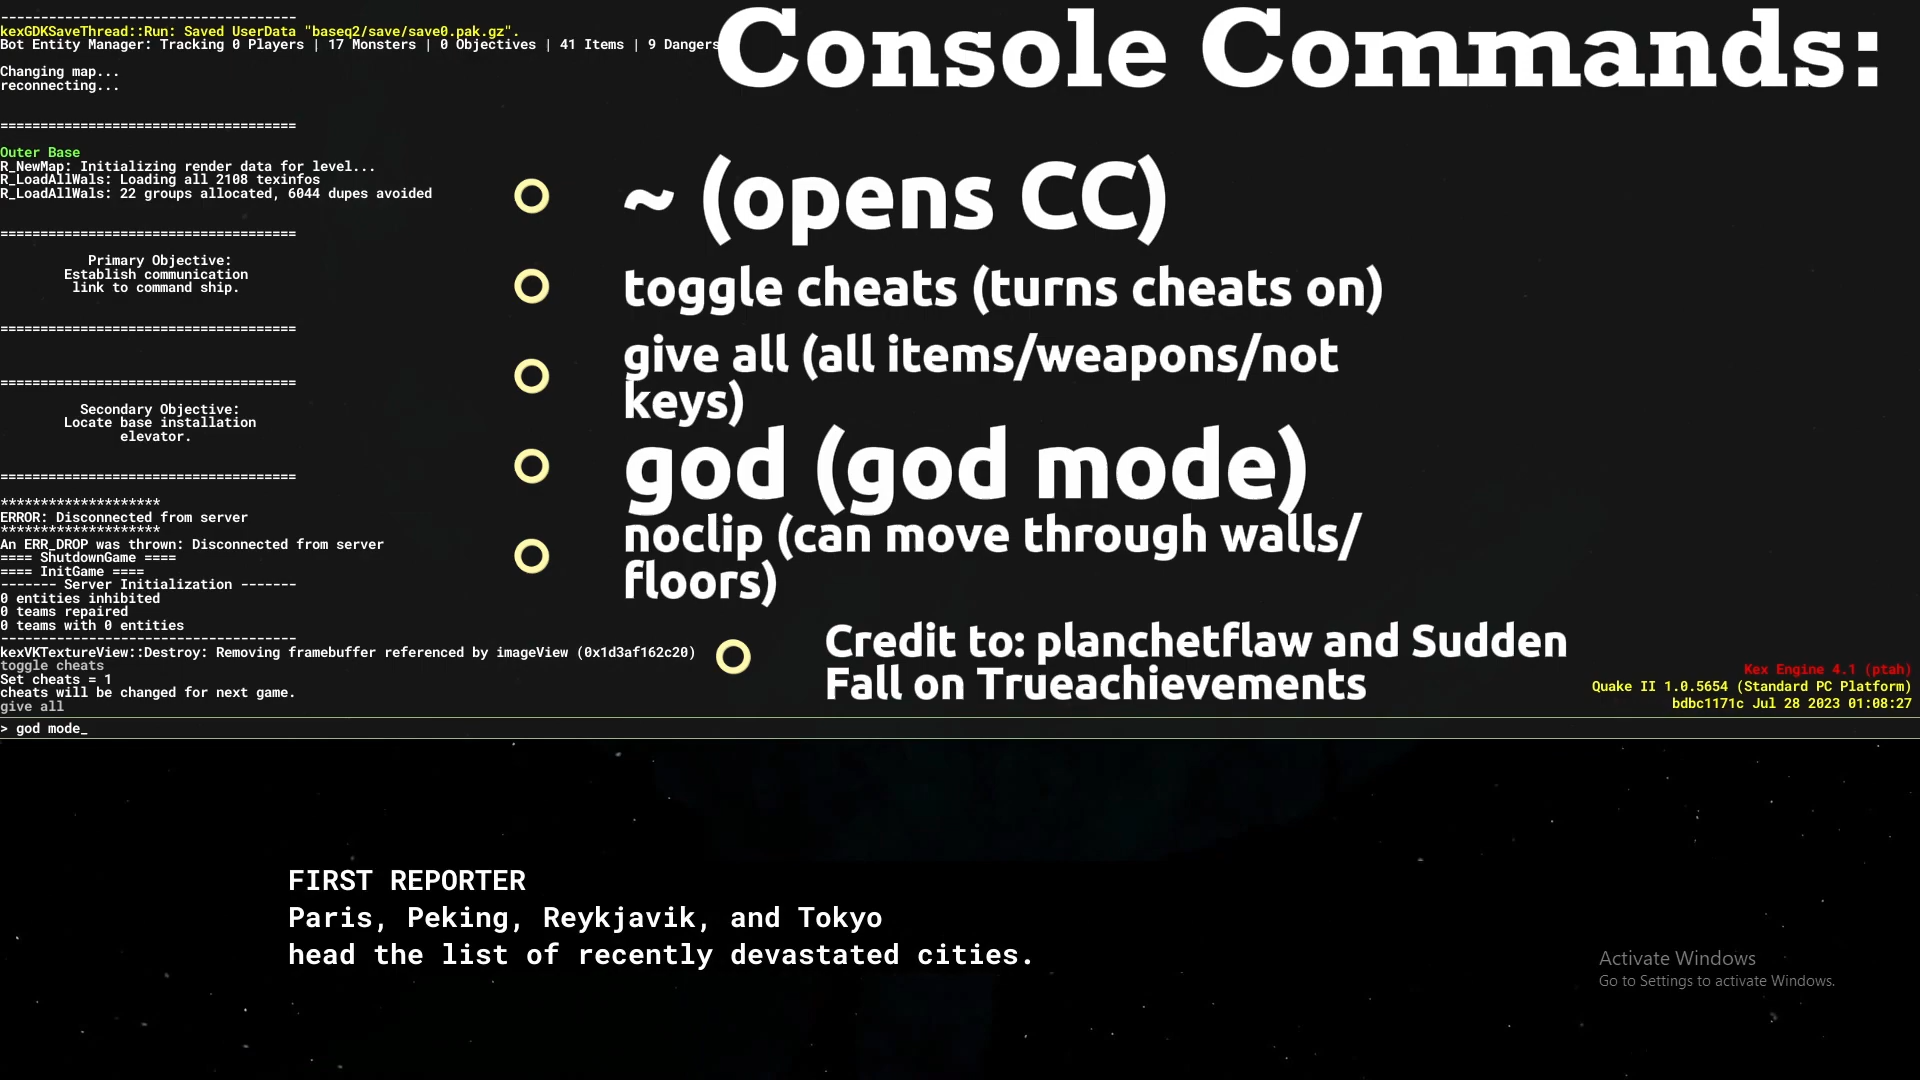 ------------------------------------
kexGDKSaveThread::Run: Saved UserData "baseq2/save/save0.pak.gz".
Bot Entity Manager: Tracking 0 Players | 17 Monsters | 0 Objectives | 41 Items | 9 Dangers
Changing map...
reconnecting...
=====================================
Outer Base
R_NewMap: Initializing render data for level...
R_LoadAllWals: Loading all 2108 texinfos
R_LoadAllWals: 22 groups allocated, 6044 dupes avoided
=====================================
Primary Objective:
Establish communication
link to command ship.
=====================================
=====================================
Secondary Objective:
Locate base installation
elevator.
=====================================
********************
ERROR: Disconnected from server
********************
An ERR_DROP was thrown: Disconnected from server
==== ShutdownGame ====
==== InitGame ====
------- Server Initialization -------
0 entities inhibited
0 teams repaired
0 teams with 0 entities
-------------------------------------
kexVKTextureView::Destroy: Removing framebuffer referenced by imageView (0x1d3af162c20)
toggle cheats
Set cheats = 1
cheats will be changed for next game.
give all
> god mode_
Console Commands:
~ (opens CC)
toggle cheats (turns cheats on)
give all (all items/weapons/not
keys)
god (god mode)
noclip (can move through walls/
floors)
Credit to: planchetflaw and Sudden
Fall on Trueachievements
Kex Engine 4.1 (ptah)
Quake II 1.0.5654 (Standard PC Platform)
bdbc1171c Jul 28 2023 01:08:27
FIRST REPORTER
Paris, Peking, Reykjavik, and Tokyo
head the list of recently devastated cities.
Activate Windows
Go to Settings to activate Windows.